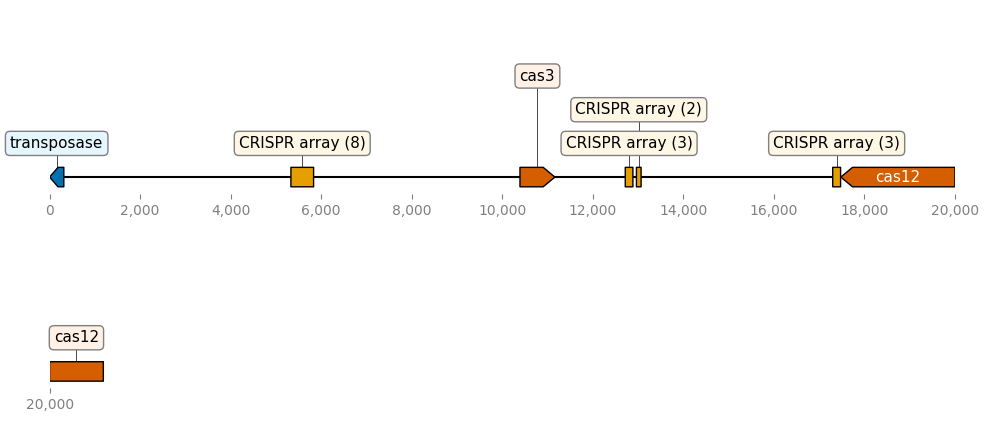 cas3
CRISPR array (2)
transposase CRISPR array (8) CRISPR array (3) CRISPR array (3)
cas12
0 2,000 4,000 6,000 8,000 10,000 12,000 14,000 16,000 18,000 20,000
cas12
20,000